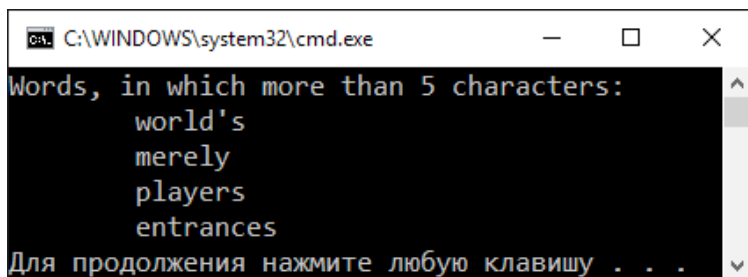 C:\WINDOWS\system32\cmd.exe
Words, in which more than 5 characters:
world's
merely
players
entrances
Для продолжения нажмите любую клавишу . . .